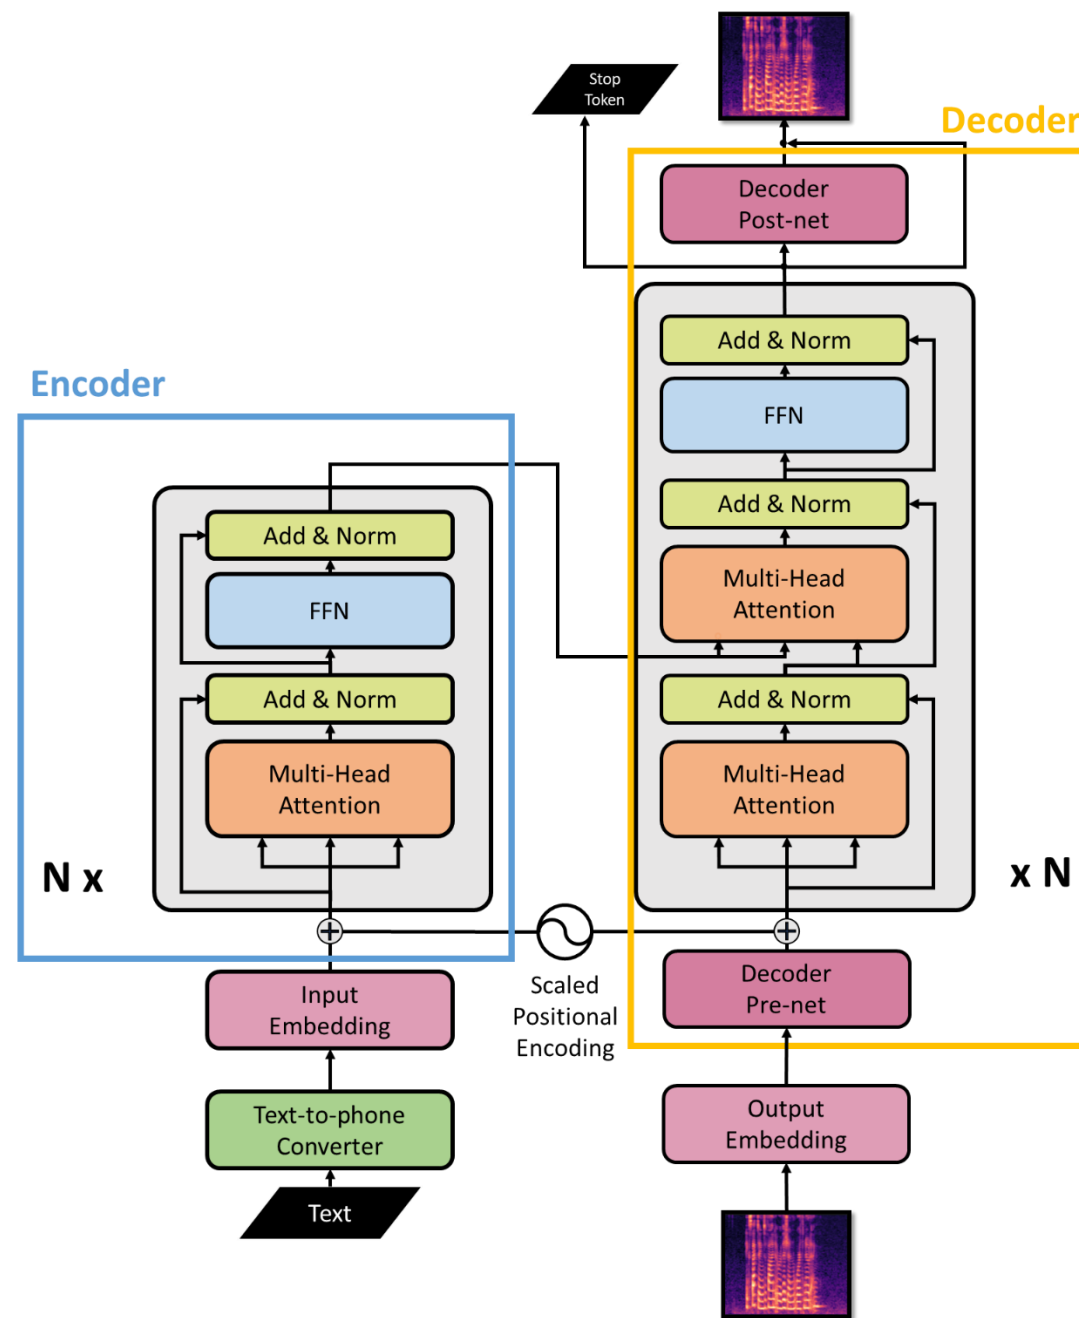 Stop
Token
Decoder
Decoder
Post-net
Add & Norm
FFN
Add & Norm
Multi-Head
Attention
Add & Norm
Multi-Head
Attention
x N
Encoder
Add & Norm
FFN
Add & Norm
Multi-Head
Attention
N x
Scaled
Positional
Encoding
Decoder
Pre-net
Input
Embedding
Output
Embedding
Text-to-phone
Converter
Text